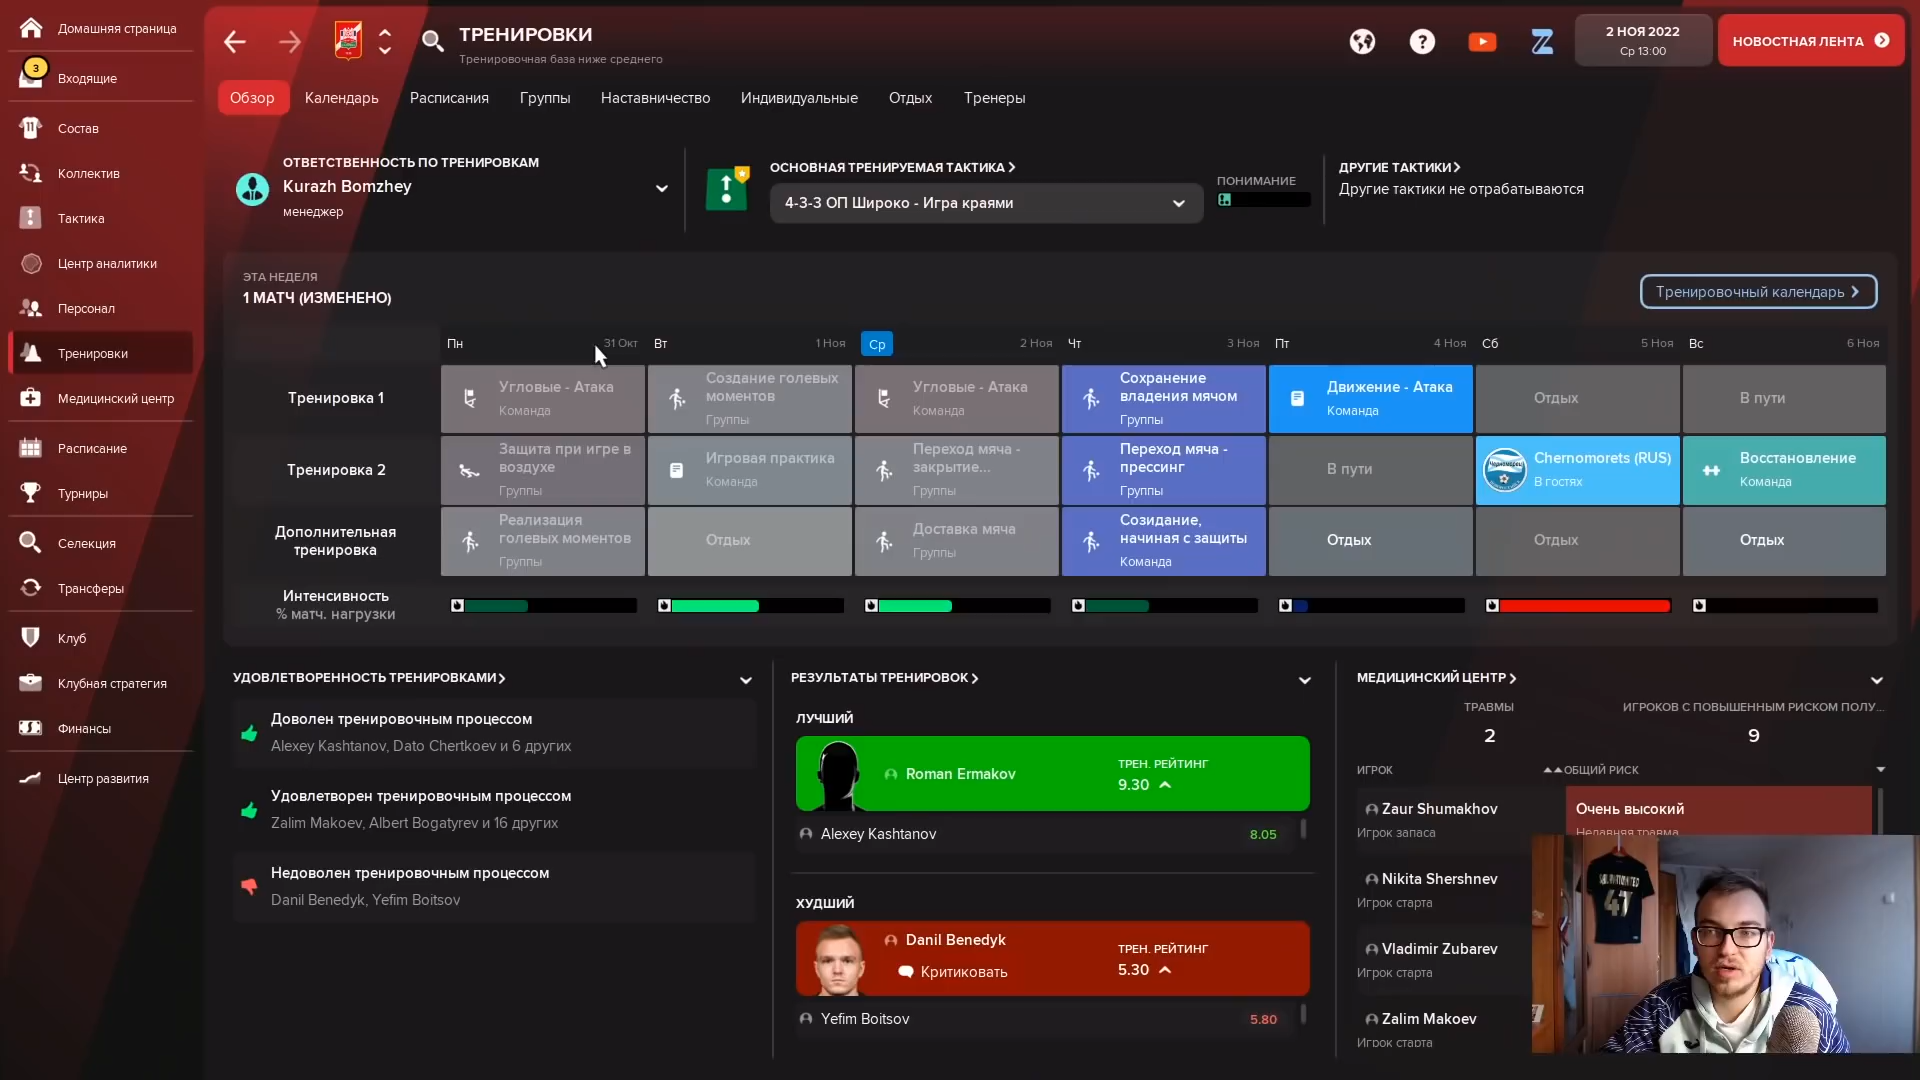 Домашняя страница
3
Входящие
Состав
Коллектив
Тактика
Центр аналитики
Персонал
Тренировки
Медицинский центр
Расписание
Турниры
Селекция
Трансферы
Клуб
Клубная стратегия
Финансы
Центр развития
ТРЕНИРОВКИ
Тренировочная база ниже среднего
2 НОЯ 2022
Ср 13:00
НОВОСТНАЯ ЛЕНТА
Обзор
Календарь
Расписания
Группы
Наставничество
Индивидуальные
Отдых
Тренеры
ОТВЕТСТВЕННОСТЬ ПО ТРЕНИРОВКАМ
Kurazh Bomzhey
менеджер
ОСНОВНАЯ ТРЕНИРУЕМАЯ ТАКТИКА
4-3-3 ОП Широко - Игра краями
ПОНИМАНИЕ
ДРУГИЕ ТАКТИКИ
Другие тактики не отрабатываются
ЭТА НЕДЕЛЯ
1 МАТЧ (ИЗМЕНЕНО)
Тренировочный календарь
Пн 31 Окт Вт 1 Ноя Ср 2 Ноя Чт 3 Ноя Пт 4 Ноя Сб 5 Ноя Вс 6 Ноя
Тренировка 1
Угловые - Атака
Команда
Создание голевых
моментов
Группы
Угловые - Атака
Команда
Сохранение
владения мячом
Группы
Движение - Атака
Команда
Отдых
В пути
Тренировка 2
Защита при игре в
воздухе
Группы
Игровая практика
Команда
Переход мяча -
закрытие...
Группы
Переход мяча -
прессинг
Группы
В пути
Chernomorets (RUS)
В гостях
Восстановление
Команда
Дополнительная
тренировка
Реализация
голевых моментов
Группы
Отдых
Доставка мяча
Группы
Созидание,
начиная с защиты
Команда
Отдых
Отдых
Отдых
Интенсивность
% матч. нагрузки
УДОВЛЕТВОРЕННОСТЬ ТРЕНИРОВКАМИ
Доволен тренировочным процессом
Alexey Kashtanov, Dato Chertkoev и 6 других
Удовлетворен тренировочным процессом
Zalim Makoev, Albert Bogatyrev и 16 других
Недоволен тренировочным процессом
Danil Benedyk, Yefim Boitsov
РЕЗУЛЬТАТЫ ТРЕНИРОВОК
ЛУЧШИЙ
Roman Ermakov
ТРЕН. РЕЙТИНГ
9.30
Alexey Kashtanov 8.05
ХУДШИЙ
Danil Benedyk
Критиковать
ТРЕН. РЕЙТИНГ
5.30
Yefim Boitsov 5.80
МЕДИЦИНСКИЙ ЦЕНТР
ТРАВМЫ
2
ИГРОКОВ С ПОВЫШЕННЫМ РИСКОМ ПОЛУ...
9
ИГРОК ОБЩИЙ РИСК
Zaur Shumakhov
Игрок запаса
Очень высокий
Недавняя травма
Nikita Shershnev
Игрок старта
Vladimir Zubarev
Игрок старта
Zalim Makoev
Игрок старта
47